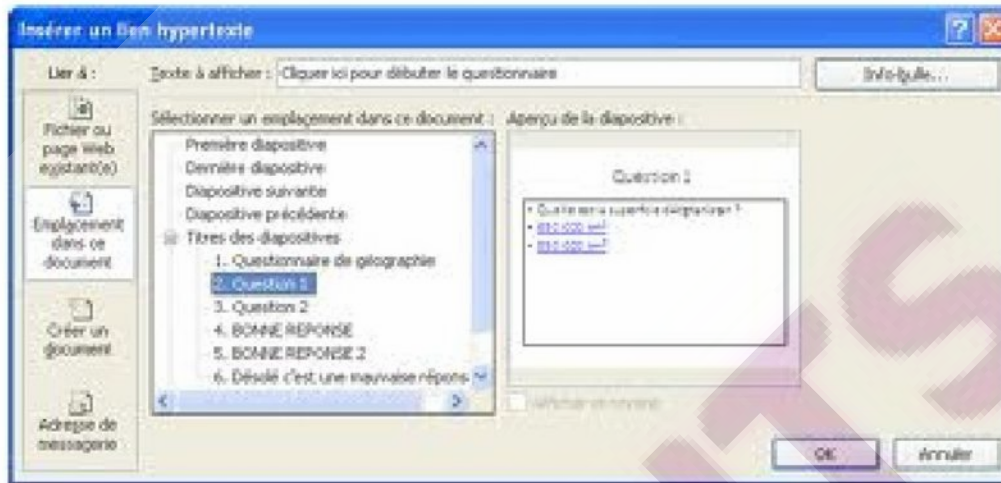 Insérer un lien hypertexte
Lier à :
Texte à afficher : Cliquer ici pour débuter le questionnaire
Info-bulle...
Fichier ou
page Web
existant(e)
Emplacement
dans ce
document
Créer un
document
Adresse de
messagerie
Sélectionner un emplacement dans ce document :
Première diapositive
Dernière diapositive
Diapositive suivante
Diapositive précédente
Titres des diapositives
1. Questionnaire de géographie
2. Question 1
3. Question 2
4. BONNE REPONSE
5. BONNE REPONSE 2
6. Désolé c'est une mauvaise répons
Aperçu de la diapositive :
Question 1
Afficher et revenir
OK
Annuler